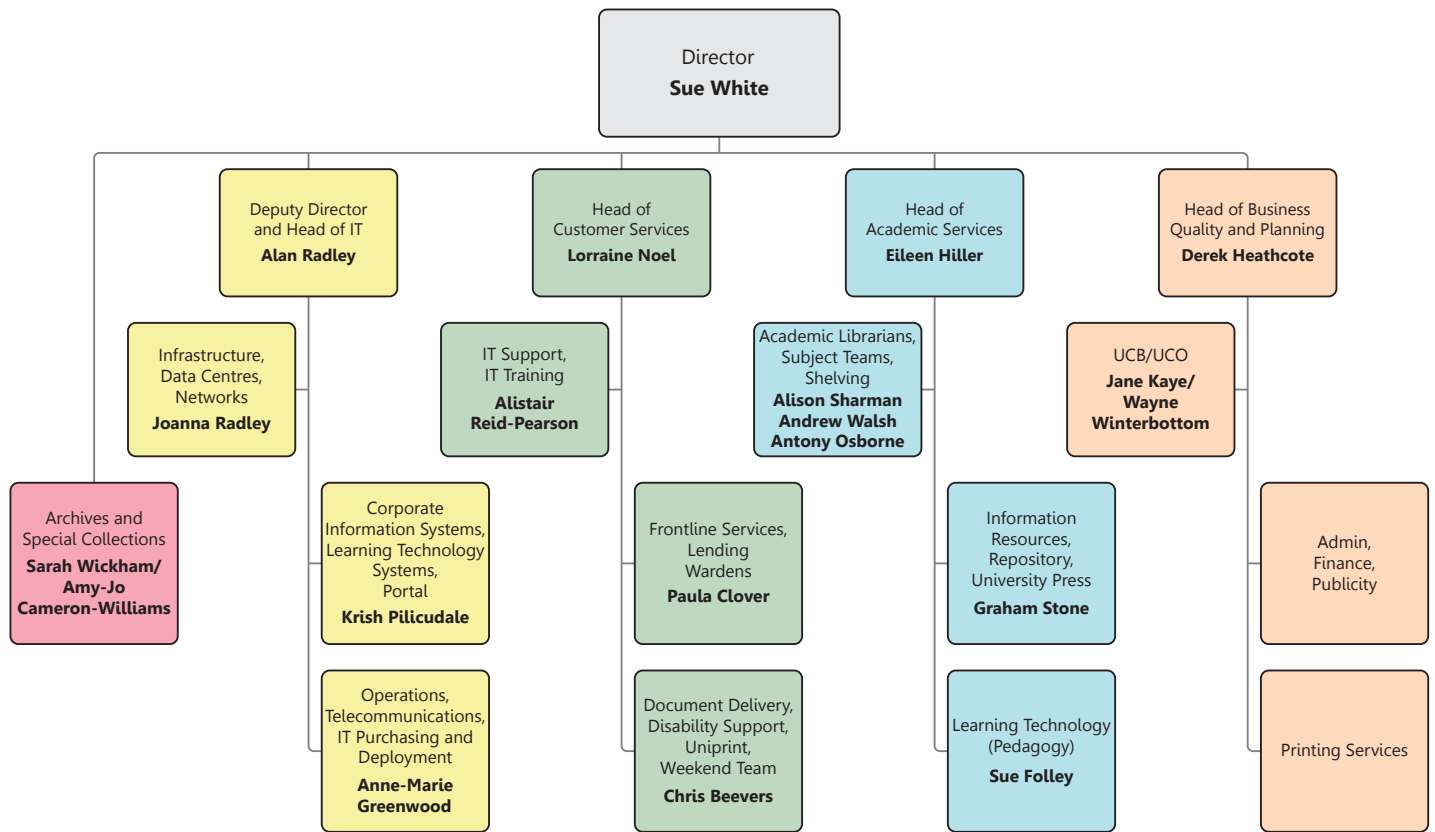 Director
Sue White
Deputy Director
and Head of IT
Alan Radley
Head of
Customer Services
Lorraine Noel
Head of
Academic Services
Eileen Hiller
Head of Business
Quality and Planning
Derek Heathcote
Infrastructure,
Data Centres,
Networks
Joanna Radley
IT Support,
IT Training
Alistair
Reid-Pearson
Academic Librarians,
Subject Teams,
Shelving
Alison Sharman
Andrew Walsh
Antony Osborne
UCB/UCO
Jane Kaye/
Wayne
Winterbottom
Archives and
Special Collections
Sarah Wickham/
Amy-Jo
Cameron-Williams
Corporate
Information Systems,
Learning Technology
Systems,
Portal
Krish Pilicudale
Frontline Services,
Lending
Wardens
Paula Clover
Information
Resources,
Repository,
University Press
Graham Stone
Admin,
Finance,
Publicity
Operations,
Telecommunications,
IT Purchasing and
Deployment
Anne-Marie
Greenwood
Document Delivery,
Disability Support,
Uniprint,
Weekend Team
Chris Beevers
Learning Technology
(Pedagogy)
Sue Folley
Printing Services